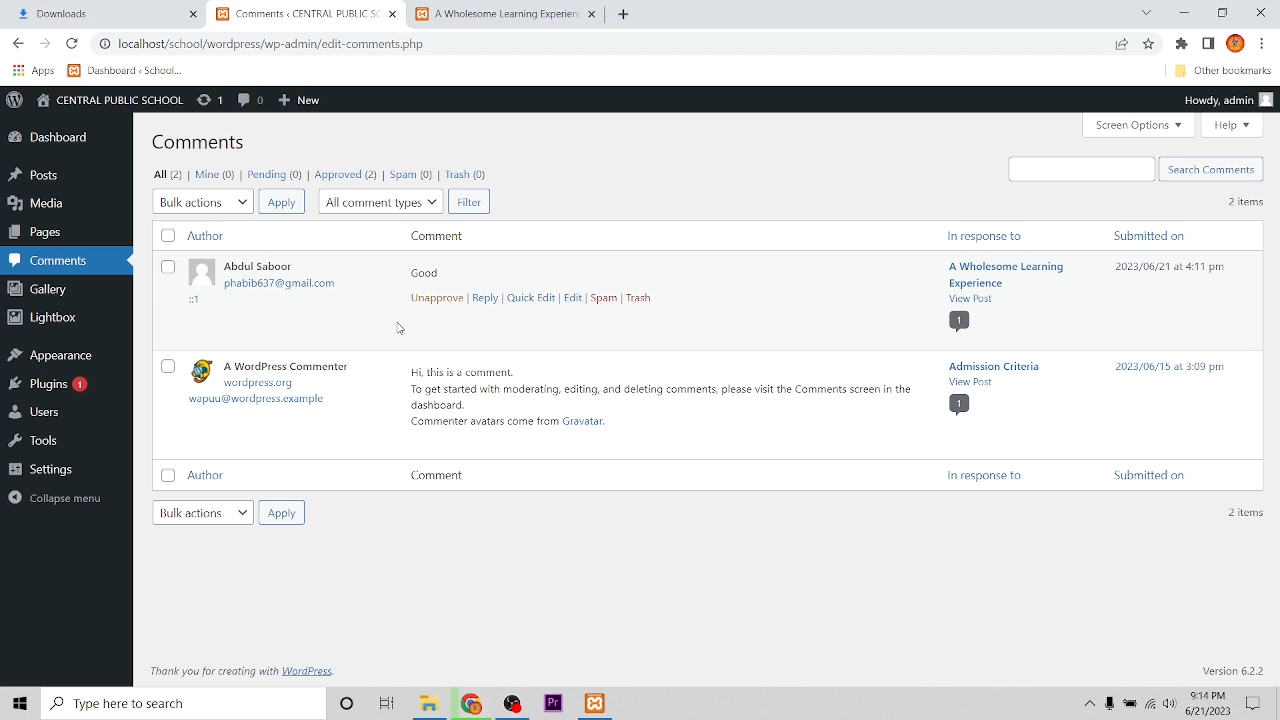 Downloads
Comments ‹ CENTRAL PUBLIC SC
A Wholesome Learning Experienc
localhost/school/wordpress/wp-admin/edit-comments.php
Apps
Dashboard ‹ School...
Other bookmarks
CENTRAL PUBLIC SCHOOL 1 0 New
Howdy, admin
Dashboard
Posts
Media
Pages
Comments
Gallery
Lightbox
Appearance
Plugins 1
Users
Tools
Settings
Collapse menu
Screen Options
Help
Comments
All (2) | Mine (0) | Pending (0) | Approved (2) | Spam (0) | Trash (0)
Search Comments
Bulk actions Apply All comment types Filter
2 items
Author Comment In response to Submitted on
Abdul Saboor
phabib637@gmail.com
::1
Good
Unapprove | Reply | Quick Edit | Edit | Spam | Trash
A Wholesome Learning
Experience
View Post
1
2023/06/21 at 4:11 pm
A WordPress Commenter
wordpress.org
wapuu@wordpress.example
Hi, this is a comment.
To get started with moderating, editing, and deleting comments, please visit the Comments screen in the
dashboard.
Commenter avatars come from Gravatar.
Admission Criteria
View Post
1
2023/06/15 at 3:09 pm
Author Comment In response to Submitted on
Bulk actions Apply
2 items
Thank you for creating with WordPress.
Version 6.2.2
Type here to search
Pr
9:14 PM
6/21/2023